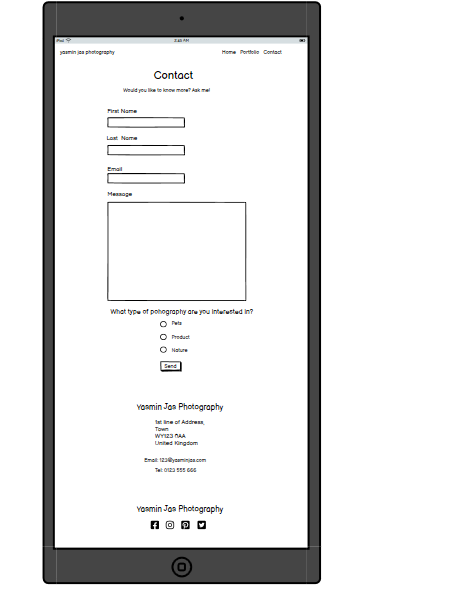 iPad 3:45 PM
yasmin jas photography Home Portfolio Contact
Contact
Would you like to know more? Ask me!
First Name
Last Name
Email
Message
What type of pohography are you interested in?
Pets
Product
Nature
Send
Yasmin Jas Photography
1st line of Address,
Town
WY123 RAA
United Kingdom
Email: 123@yasminjas.com
Tel: 0123 555 666
Yasmin Jas Photography